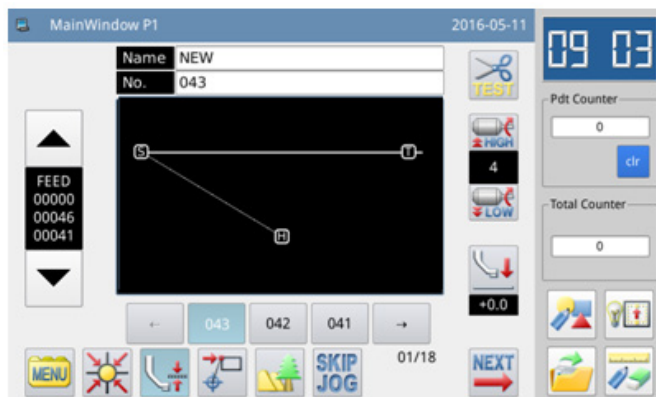 MainWindow P1
2016-05-11
09 03
Name NEW
No. 043
TEST
HIGH
4
LOW
+0.0
FEED
00000
00046
00041
S
T
H
Pdt Counter
0
clr
Total Counter
0
← 043 042 041 →
01/18
MENU
SKIP
JOG
NEXT